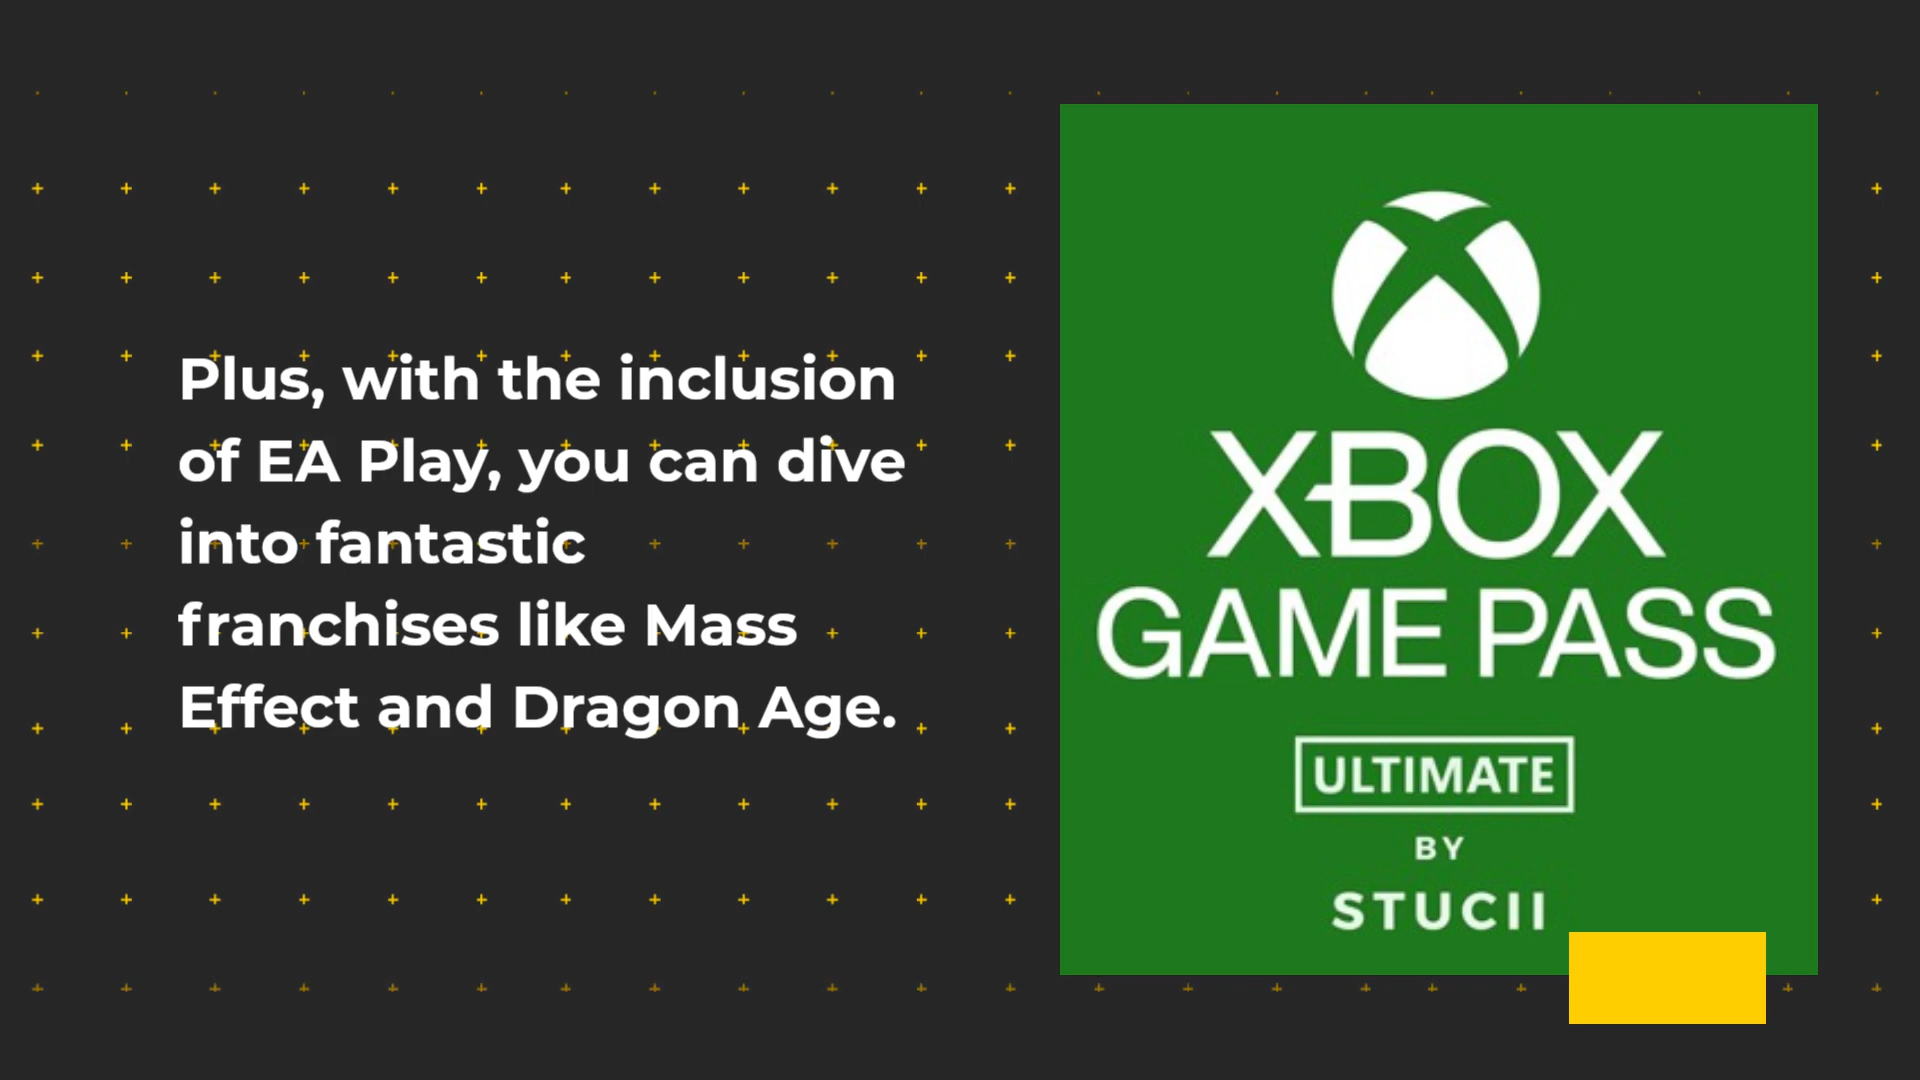 Plus, with the inclusion
of EA Play, you can dive
into fantastic
franchises like Mass
Effect and Dragon Age.
XBOX
GAME PASS
ULTIMATE
BY
STUCII